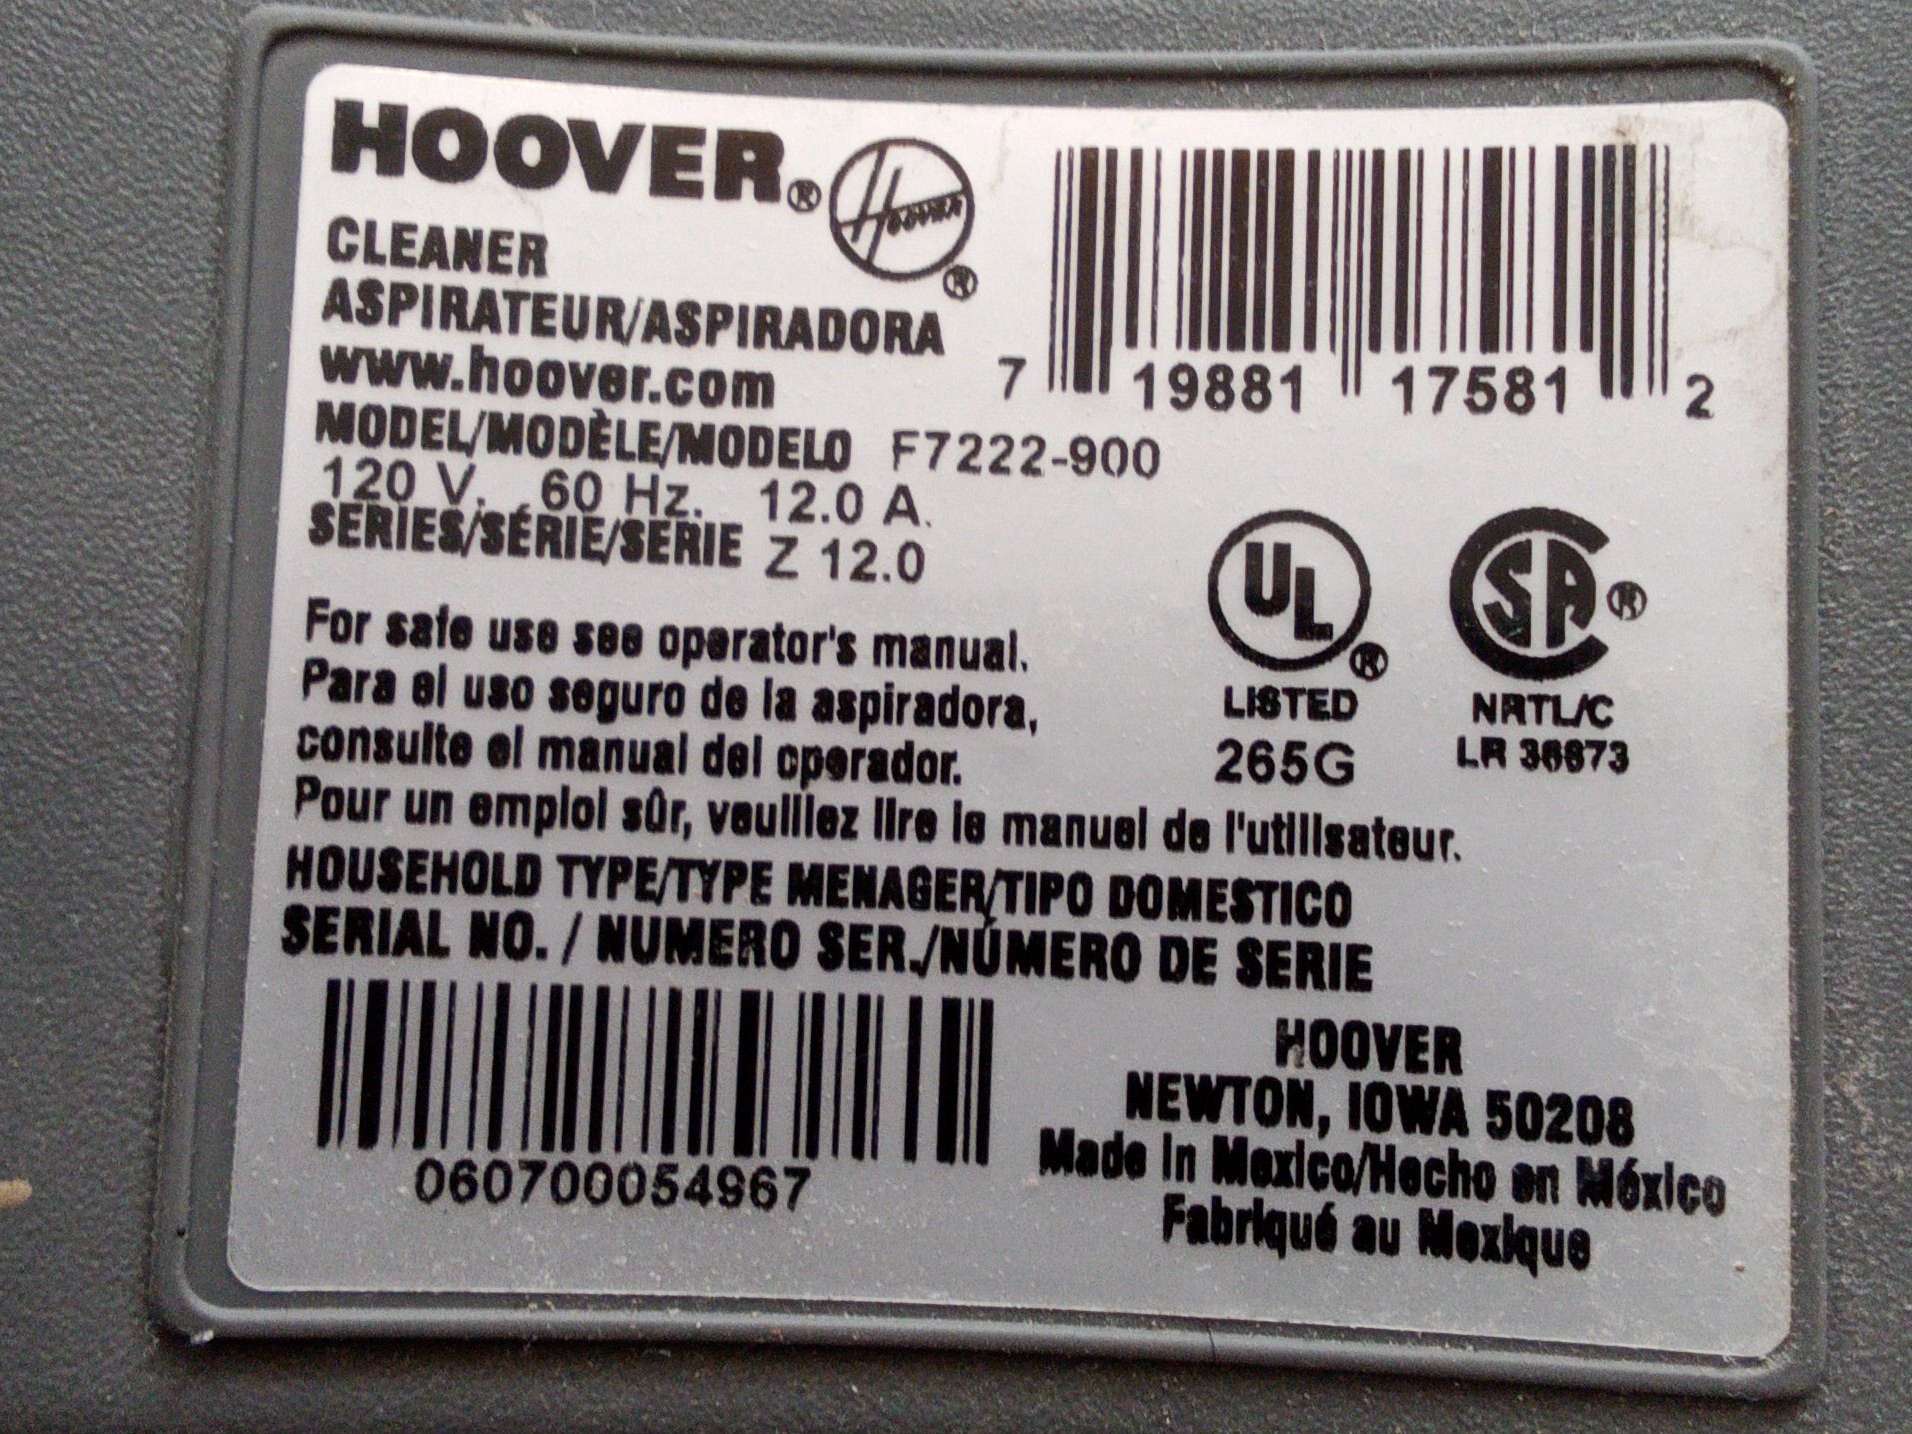 HOOVER® Hoover ®
CLEANER
ASPIRATEUR/ASPIRADORA
www.hoover.com
7 19881 17581 2
MODEL/MODÈLE/MODELO F7222-900
120 V. 60 Hz. 12.0 A.
SERIES/SÉRIE/SERIE Z 12.0
UL ®
LISTED
265G
SA ®
NRTL/C
LR 36673
For safe use see operator's manual.
Para el uso seguro de la aspiradora,
consulte el manual del operador.
Pour un emploi sûr, veuillez lire le manuel de l'utilisateur.
HOUSEHOLD TYPE/TYPE MENAGER/TIPO DOMESTICO
SERIAL NO. / NUMERO SER./NÚMERO DE SERIE
060700054967
HOOVER
NEWTON, IOWA 50208
Made in Mexico/Hecho en México
Fabriqué au Mexique